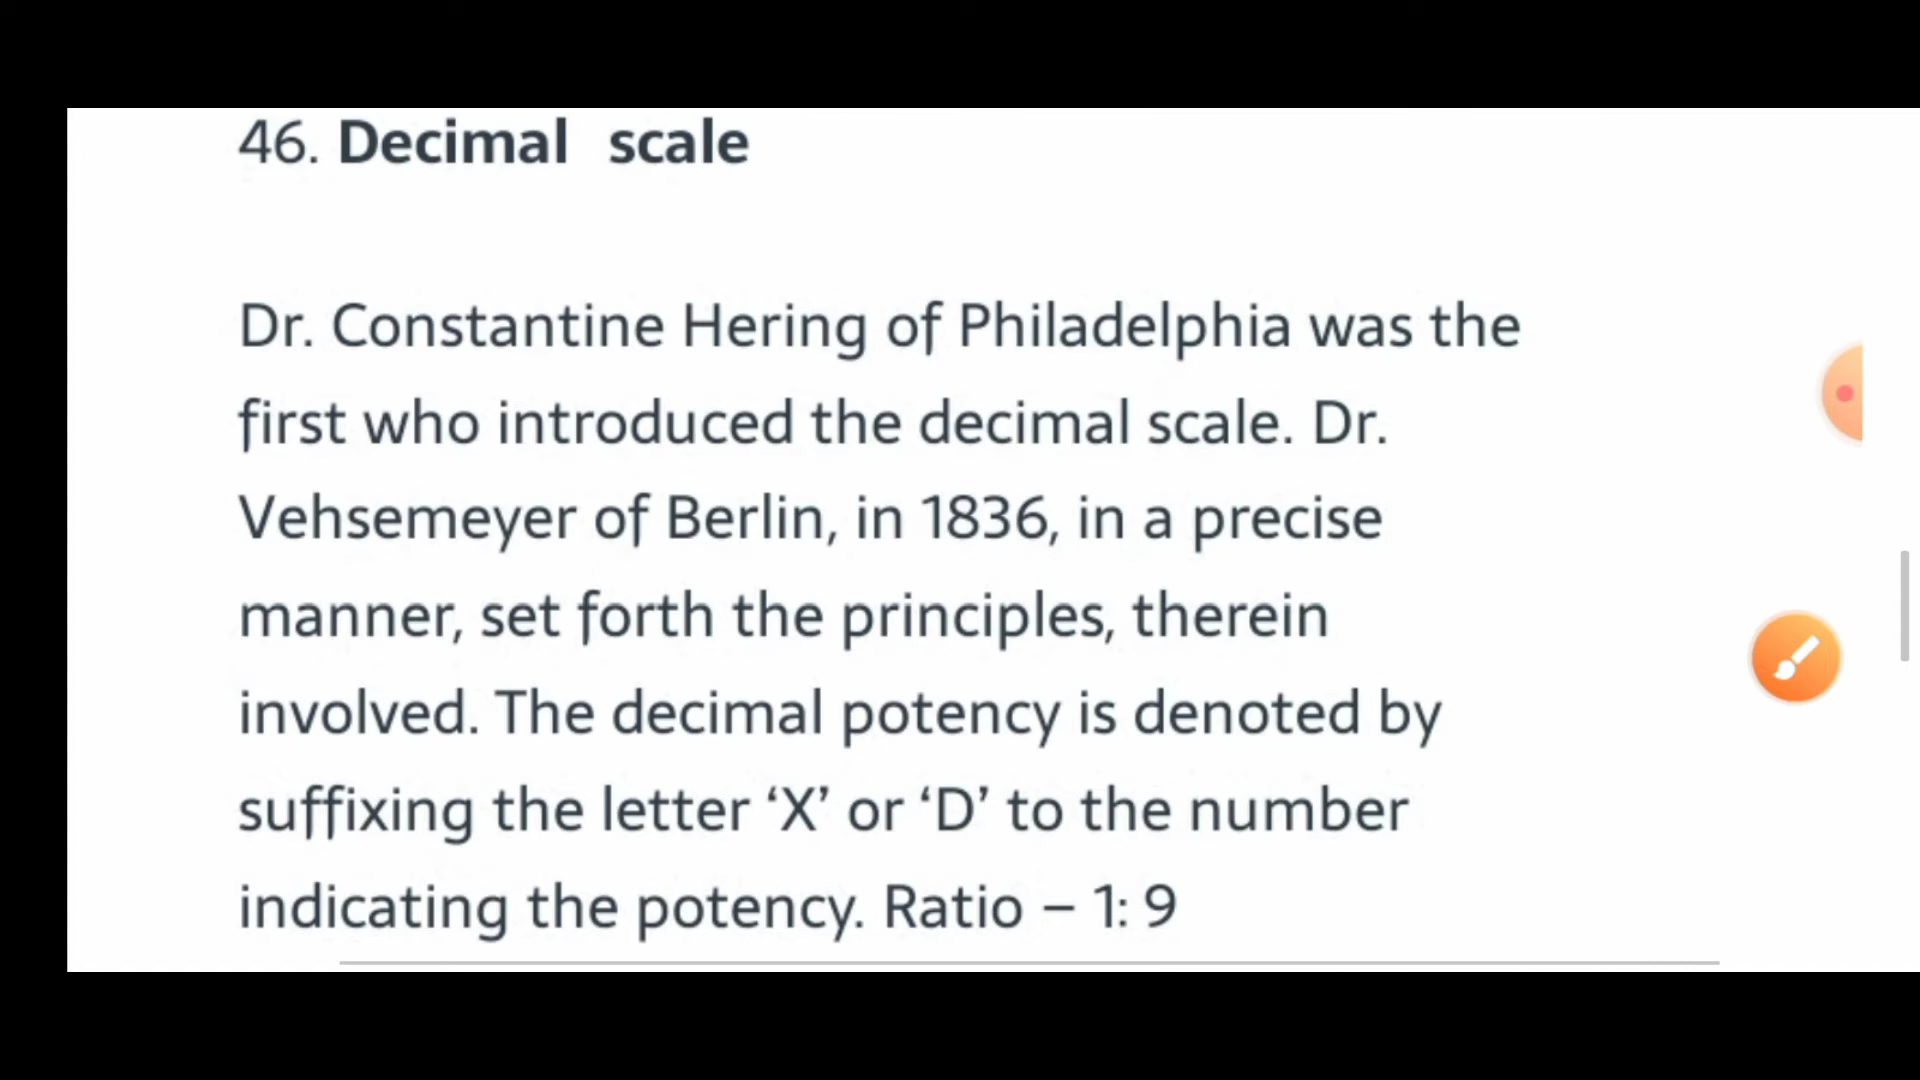 46. Decimal scale
Dr. Constantine Hering of Philadelphia was the
first who introduced the decimal scale. Dr.
Vehsemeyer of Berlin, in 1836, in a precise
manner, set forth the principles, therein
involved. The decimal potency is denoted by
suffixing the letter ‘X’ or ‘D’ to the number
indicating the potency. Ratio – 1: 9